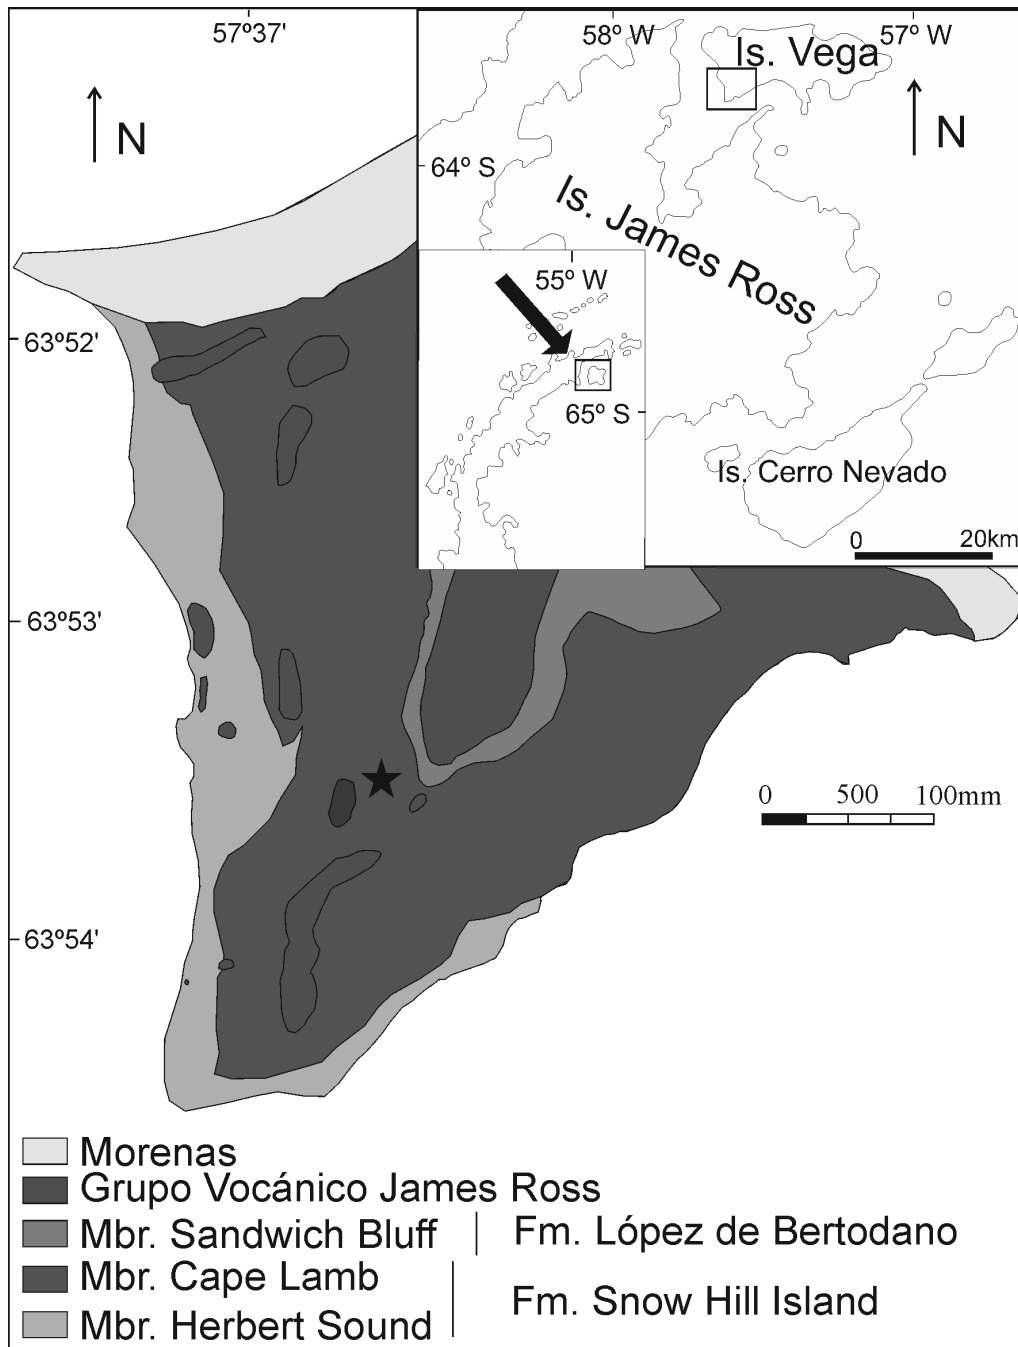 57º37'
58º W
57º W
Is. Vega
N
N
64º S
Is. James Ross
55º W
63º52'
65º S
Is. Cerro Nevado
0 20km
63º53'
0 500 100mm
63º54'
Morenas
Grupo Vocánico James Ross
Mbr. Sandwich Bluff
Fm. López de Bertodano
Mbr. Cape Lamb
Fm. Snow Hill Island
Mbr. Herbert Sound